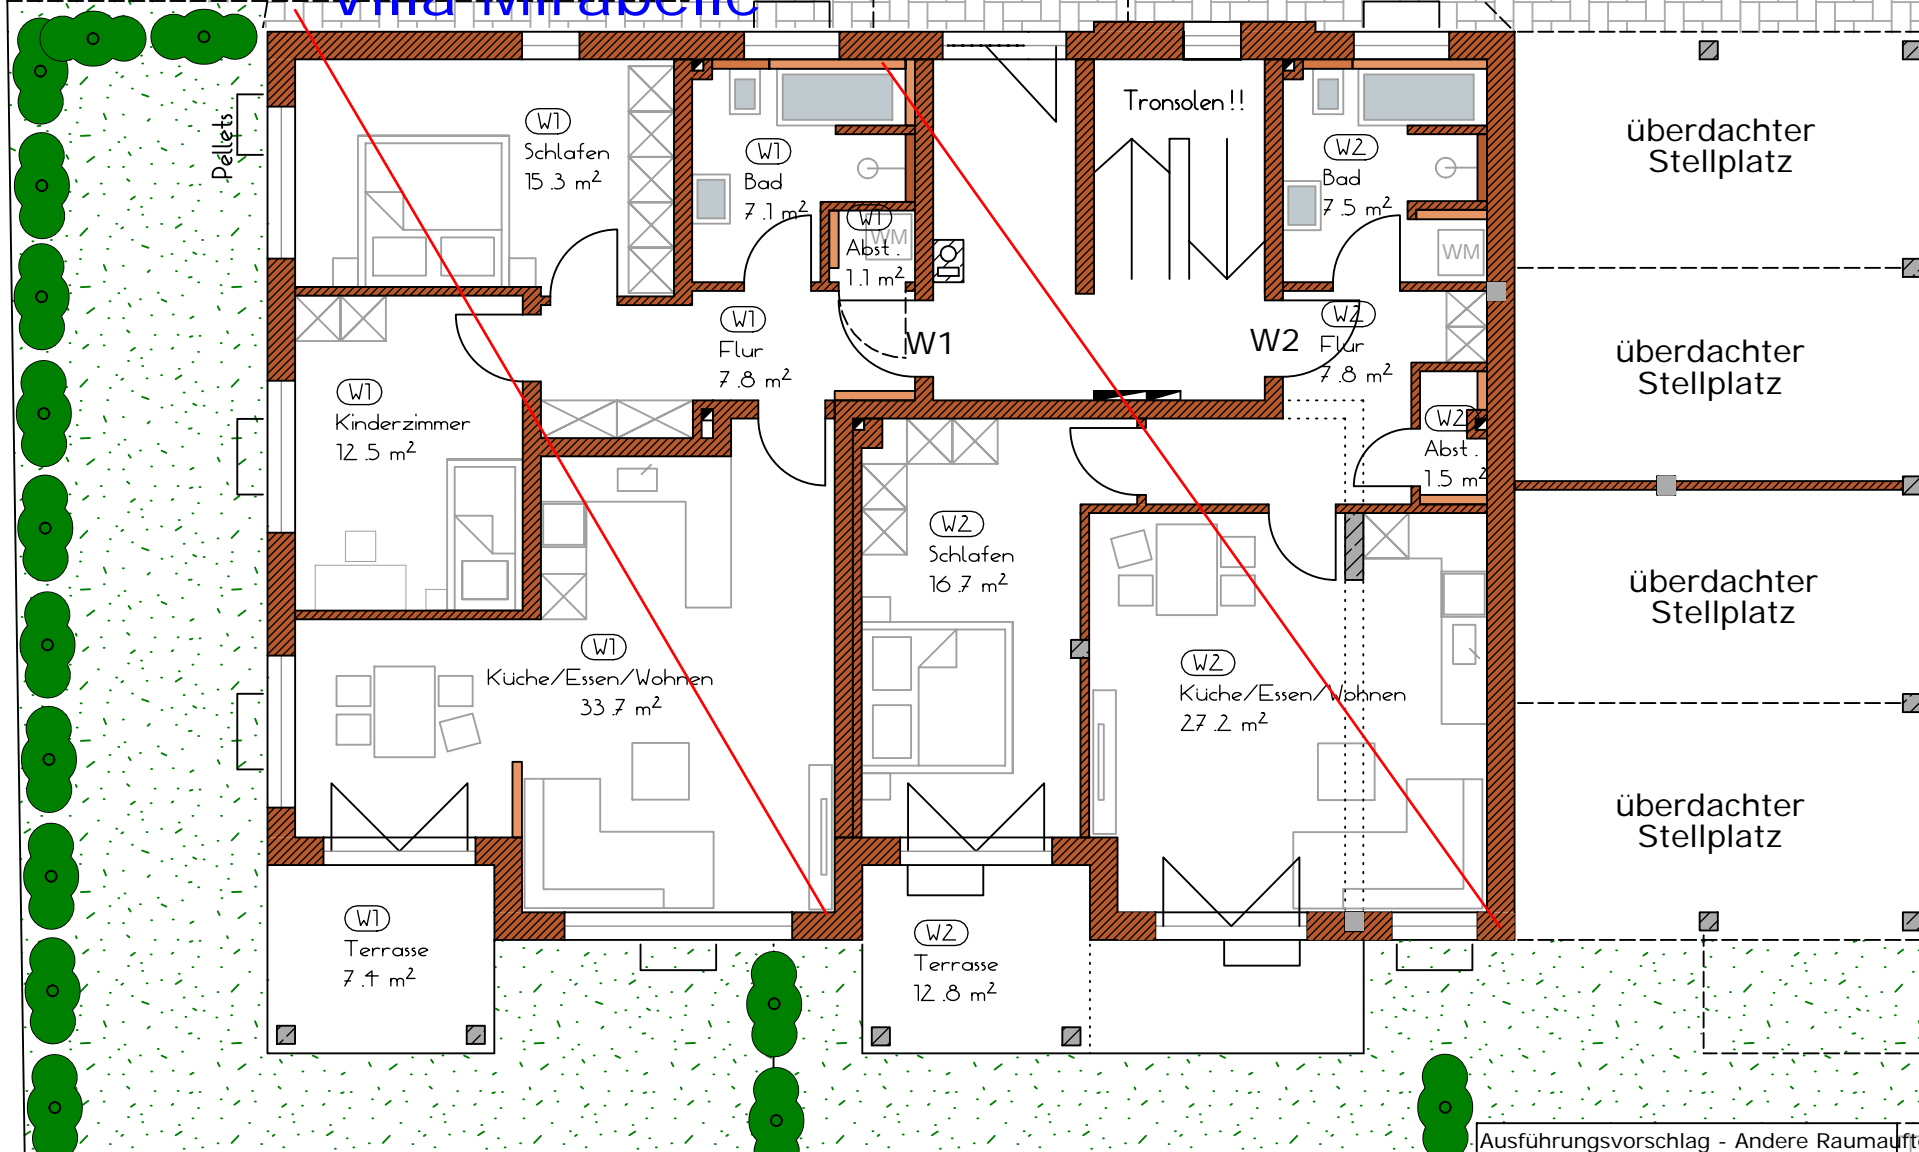 Villa Mirabelle
Pellets
W1
Schlafen
15.3 m²
W1
Bad
7.1 m²
W1
Abst.
1.1 m²
WM
Tronsolen !!
W2
Bad
7.5 m²
WM
W1
Flur
7.8 m²
W1
W2
W2
Flur
7.8 m²
W1
Kinderzimmer
12.5 m²
W2
Abst.
1.5 m²
W2
Schlafen
16.7 m²
W1
Küche/Essen/Wohnen
33.7 m²
W2
Küche/Essen/Wohnen
27.2 m²
W1
Terrasse
7.4 m²
W2
Terrasse
12.8 m²
überdachter
Stellplatz
überdachter
Stellplatz
überdachter
Stellplatz
überdachter
Stellplatz
Ausführungsvorschlag - Andere